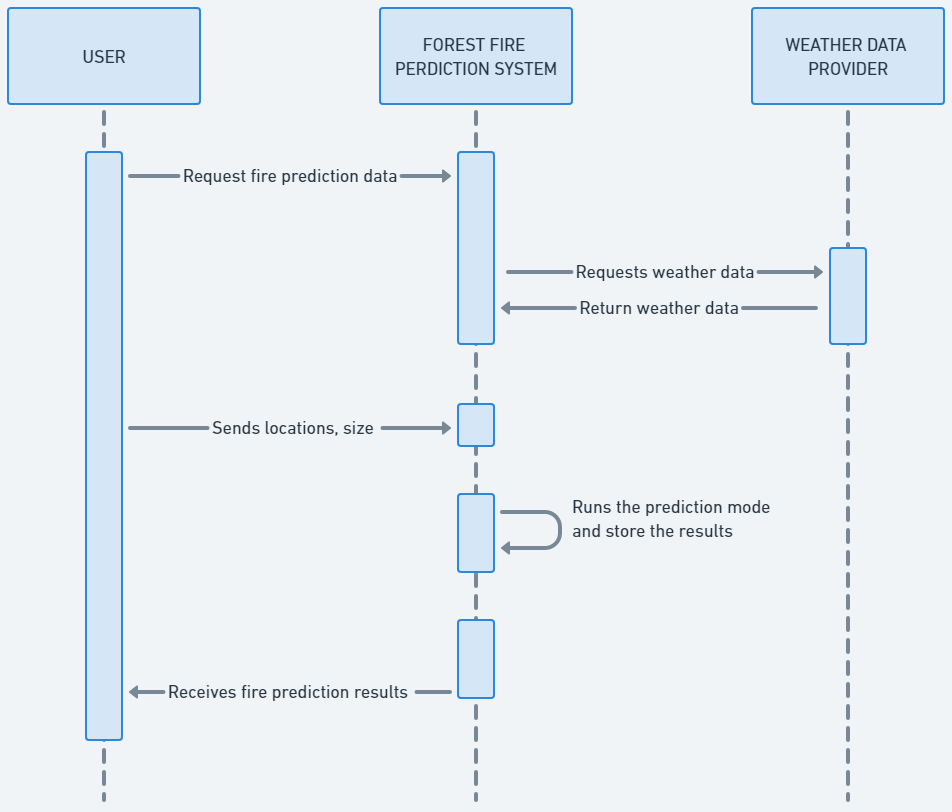 USER
FOREST FIRE
PERDICTION SYSTEM
WEATHER DATA
PROVIDER
Request fire prediction data
Requests weather data
Return weather data
Sends locations, size
Runs the prediction mode
and store the results
Receives fire prediction results